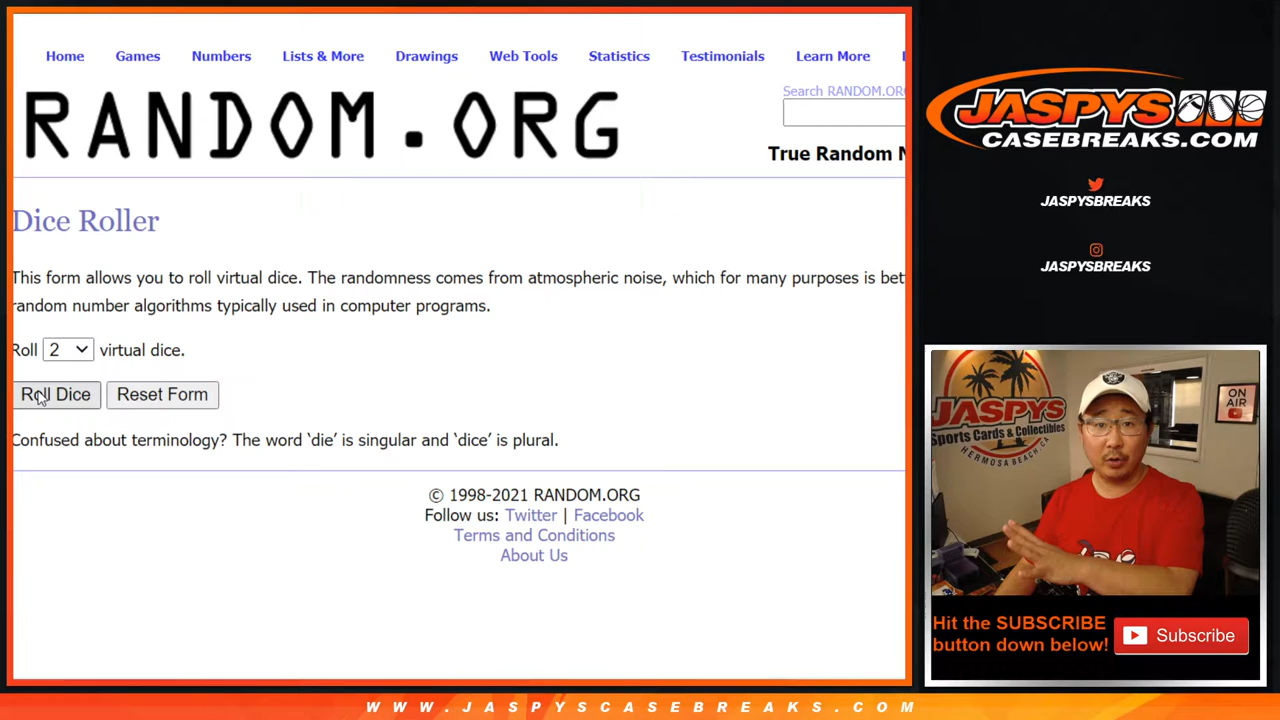 Home Games Numbers Lists & More Drawings Web Tools Statistics Testimonials Learn More
Search RANDOM.ORG
RANDOM.ORG
True Random N
Dice Roller
This form allows you to roll virtual dice. The randomness comes from atmospheric noise, which for many purposes is bet
random number algorithms typically used in computer programs.
Roll 2 virtual dice.
Roll Dice Reset Form
Confused about terminology? The word ‘die’ is singular and ‘dice’ is plural.
© 1998-2021 RANDOM.ORG
Follow us: Twitter | Facebook
Terms and Conditions
About Us
JASPYS
CASEBREAKS.COM
JASPYSBREAKS
JASPYSBREAKS
JASPYS
Sports Cards & Collectibles
HERMOSA BEACH, CA
ON AIR
Hit the SUBSCRIBE
button down below!
Subscribe
WWW.JASPYSCASEBREAKS.COM